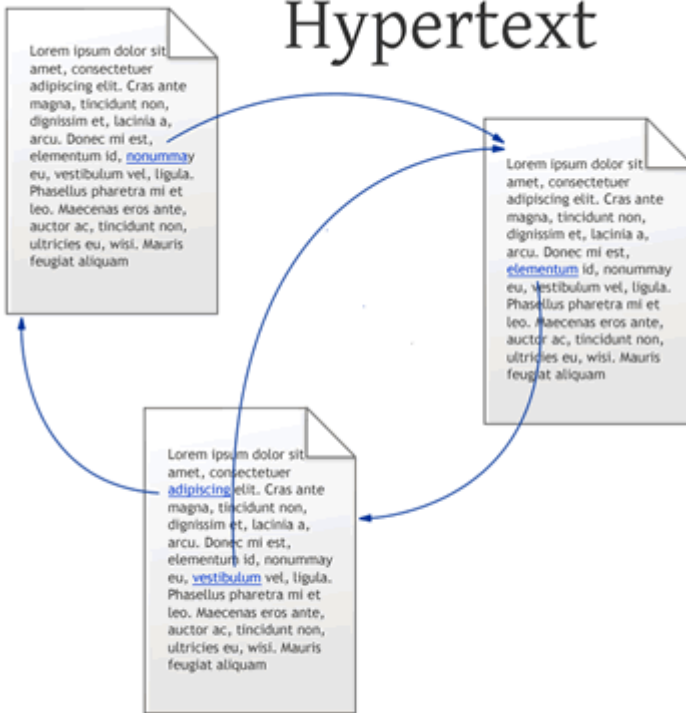 Hypertext
Lorem ipsum dolor sit
amet, consectetuer
adipiscing elit. Cras ante
magna, tincidunt non,
dignissim et, lacinia a,
arcu. Donec mi est,
elementum id, nonummay
eu, vestibulum vel, ligula.
Phasellus pharetra mi et
leo. Maecenas eros ante,
auctor ac, tincidunt non,
ultricies eu, wisi. Mauris
feugiat aliquam
Lorem ipsum dolor sit
amet, consectetuer
adipiscing elit. Cras ante
magna, tincidunt non,
dignissim et, lacinia a,
arcu. Donec mi est,
elementum id, nonummay
eu, vestibulum vel, ligula.
Phasellus pharetra mi et
leo. Maecenas eros ante,
auctor ac, tincidunt non,
ultricies eu, wisi. Mauris
feugiat aliquam
Lorem ipsum dolor sit
amet, consectetuer
adipiscing elit. Cras ante
magna, tincidunt non,
dignissim et, lacinia a,
arcu. Donec mi est,
elementum id, nonummay
eu, vestibulum vel, ligula.
Phasellus pharetra mi et
leo. Maecenas eros ante,
auctor ac, tincidunt non,
ultricies eu, wisi. Mauris
feugiat aliquam